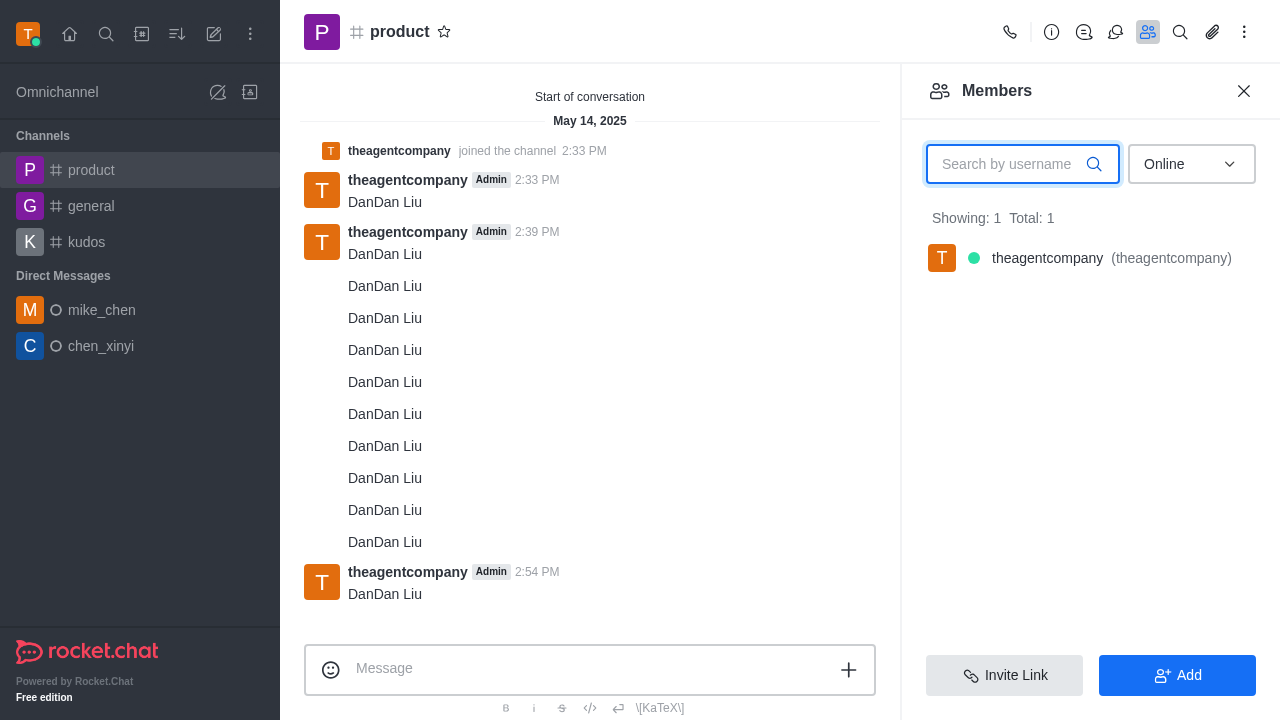 T
Omnichannel
Channels
P product
G general
K kudos
Direct Messages
M mike_chen
C chen_xinyi
rocket.chat
Powered by Rocket.Chat
Free edition
P product
Start of conversation
May 14, 2025
T theagentcompany joined the channel 2:33 PM
T theagentcompany Admin 2:33 PM
DanDan Liu
T theagentcompany Admin 2:39 PM
DanDan Liu
DanDan Liu
DanDan Liu
DanDan Liu
DanDan Liu
DanDan Liu
DanDan Liu
DanDan Liu
DanDan Liu
DanDan Liu
T theagentcompany Admin 2:54 PM
DanDan Liu
Message
B i S </> \[KaTeX\]
Members
Search by username Online
Showing: 1 Total: 1
T theagentcompany (theagentcompany)
Invite Link Add